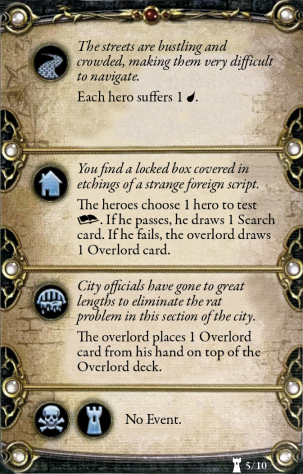 The streets are bustling and
crowded, making them very difficult
to navigate.
Each hero suffers 1 .
You find a locked box covered in
etchings of a strange foreign script.
The heroes choose 1 hero to test
. If he passes, he draws 1 Search
card. If he fails, the overlord draws
1 Overlord card.
City officials have gone to great
lengths to eliminate the rat
problem in this section of the city.
The overlord places 1 Overlord
card from his hand on top of the
Overlord deck.
No Event.
5/10